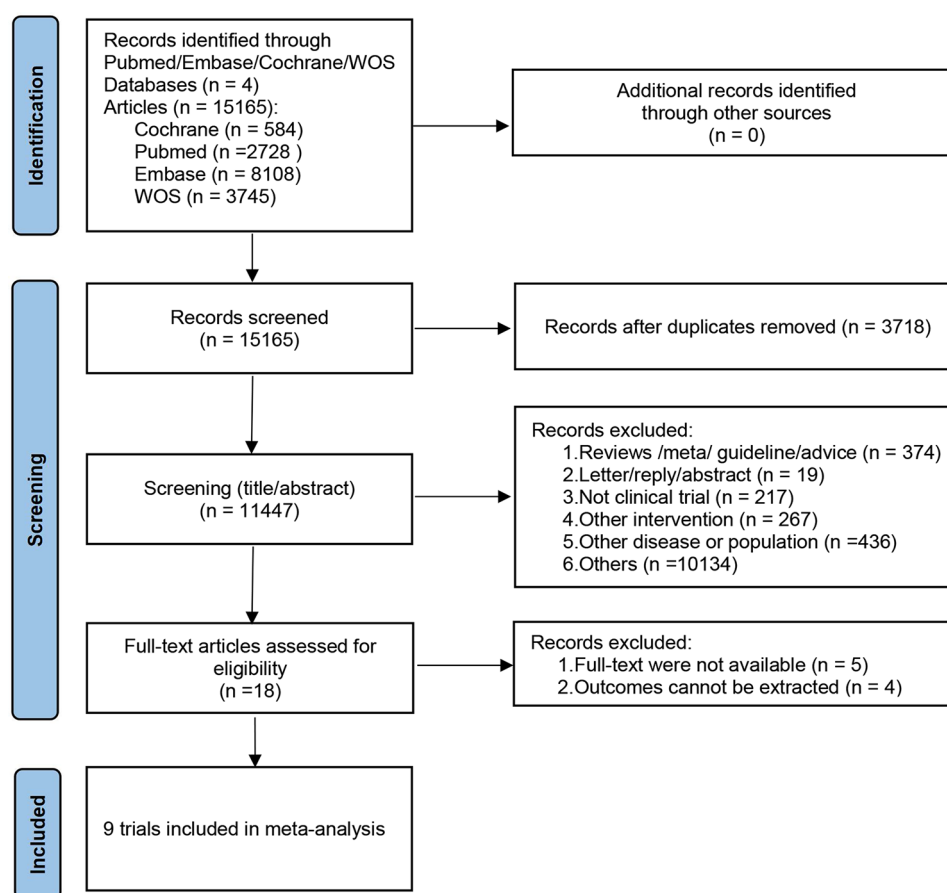 Identification
Records identified through
Pubmed/Embase/Cochrane/WOS
Databases (n = 4)
Articles (n = 15165):
Cochrane (n = 584)
Pubmed (n =2728 )
Embase (n = 8108)
WOS (n = 3745)
Additional records identified
through other sources
(n = 0)
Screening
Records screened
(n = 15165)
Records after duplicates removed (n = 3718)
Screening (title/abstract)
(n = 11447)
Records excluded:
1.Reviews /meta/ guideline/advice (n = 374)
2.Letter/reply/abstract (n = 19)
3.Not clinical trial (n = 217)
4.Other intervention (n = 267)
5.Other disease or population (n =436)
6.Others (n =10134)
Full-text articles assessed for
eligibility
(n =18)
Records excluded:
1.Full-text were not available (n = 5)
2.Outcomes cannot be extracted (n = 4)
Included
9 trials included in meta-analysis